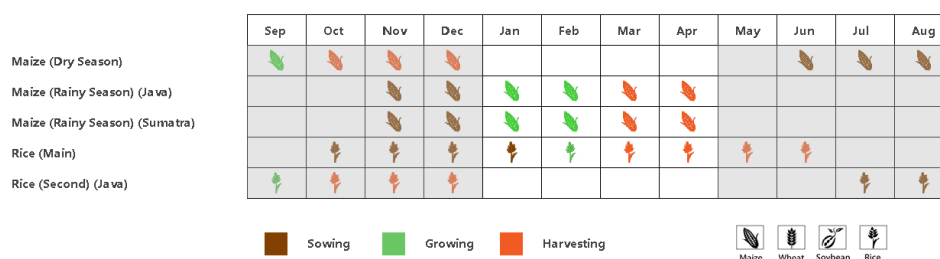 Sep Oct Nov Dec Jan Feb Mar Apr May Jun Jul Aug
Maize (Dry Season)
Maize (Rainy Season) (Java)
Maize (Rainy Season) (Sumatra)
Rice (Main)
Rice (Second) (Java)
Sowing Growing Harvesting
Maize Wheat Soybean Rice